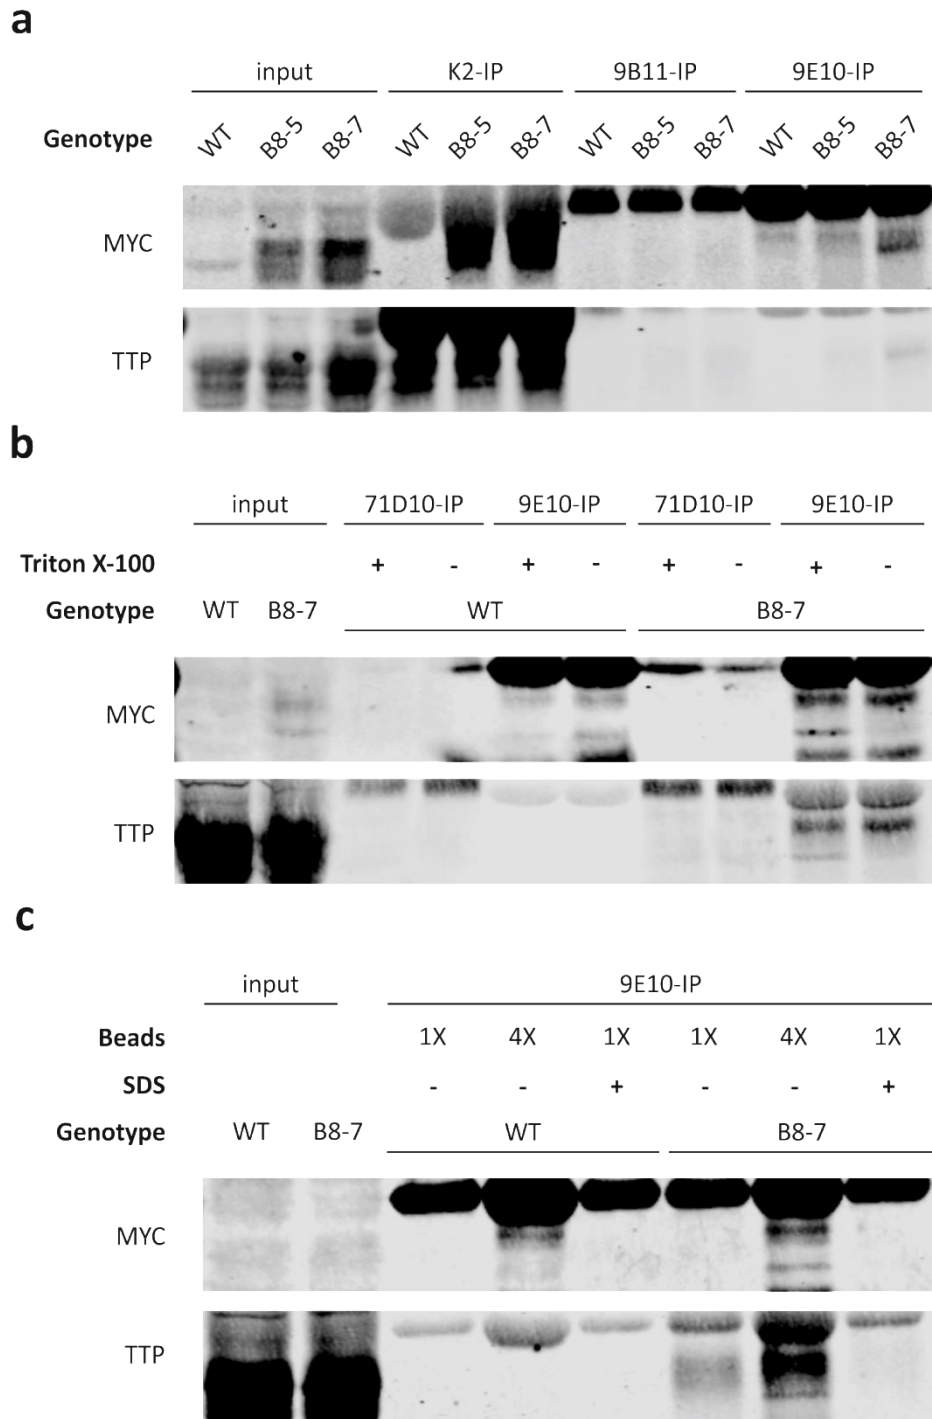 a
input K2-IP 9B11-IP 9E10-IP
Genotype WT B8-5 B8-7 WT B8-5 B8-7 WT B8-5 B8-7 WT B8-5 B8-7
MYC
TTP
b
input 71D10-IP 9E10-IP 71D10-IP 9E10-IP
Triton X-100 + - + - + - + -
Genotype WT B8-7 WT B8-7
MYC
TTP
c
input 9E10-IP
Beads 1X 4X 1X 1X 4X 1X
SDS - - + - - +
Genotype WT B8-7 WT B8-7
MYC
TTP